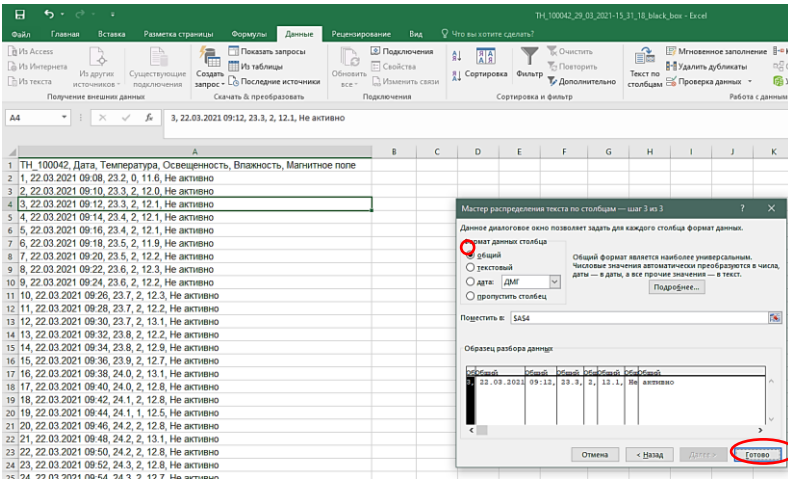 TH_100042_29_03_2021-15_31_18_black_box - Excel
Файл Главная Вставка Разметка страницы Формулы Данные Рецензирование Вид Что вы хотите сделать?
Из Access
Из Интернета
Из текста
Из других источников
Существующие подключения
Получение внешних данных
Создать запрос
Показать запросы
Из таблицы
Последние источники
Скачать & преобразовать
Обновить все
Подключения
Свойства
Изменить связи
Подключения
Сортировка
Фильтр
Очистить
Повторить
Дополнительно
Сортировка и фильтр
Текст по столбцам
Мгновенное заполнение
Удалить дубликаты
Проверка данных
Работа с данным
A4 fx 3, 22.03.2021 09:12, 23.3, 2, 12.1, Не активно
A B C D E F G H I J K
1 TH_100042, Дата, Температура, Освещенность, Влажность, Магнитное поле
2 1, 22.03.2021 09:08, 23.2, 0, 11.6, Не активно
3 2, 22.03.2021 09:10, 23.3, 2, 12.0, Не активно
4 3, 22.03.2021 09:12, 23.3, 2, 12.1, Не активно
5 4, 22.03.2021 09:14, 23.4, 2, 12.1, Не активно
6 5, 22.03.2021 09:16, 23.4, 2, 12.1, Не активно
7 6, 22.03.2021 09:18, 23.5, 2, 11.9, Не активно
8 7, 22.03.2021 09:20, 23.5, 2, 12.2, Не активно
9 8, 22.03.2021 09:22, 23.6, 2, 12.3, Не активно
10 9, 22.03.2021 09:24, 23.6, 2, 12.2, Не активно
11 10, 22.03.2021 09:26, 23.7, 2, 12.3, Не активно
12 11, 22.03.2021 09:28, 23.7, 2, 12.2, Не активно
13 12, 22.03.2021 09:30, 23.7, 2, 13.1, Не активно
14 13, 22.03.2021 09:32, 23.8, 2, 12.2, Не активно
15 14, 22.03.2021 09:34, 23.8, 2, 12.9, Не активно
16 15, 22.03.2021 09:36, 23.9, 2, 12.7, Не активно
17 16, 22.03.2021 09:38, 24.0, 2, 13.1, Не активно
18 17, 22.03.2021 09:40, 24.0, 2, 12.8, Не активно
19 18, 22.03.2021 09:42, 24.1, 2, 12.8, Не активно
20 19, 22.03.2021 09:44, 24.1, 1, 12.5, Не активно
21 20, 22.03.2021 09:46, 24.2, 2, 12.8, Не активно
22 21, 22.03.2021 09:48, 24.2, 2, 13.1, Не активно
23 22, 22.03.2021 09:50, 24.2, 2, 12.8, Не активно
24 23, 22.03.2021 09:52, 24.3, 2, 12.8, Не активно
25 24, 22.03.2021 09:54, 24.3, 2, 12.7, Не активно
Мастер распределения текста по столбцам — шаг 3 из 3 ? ×
Данное диалоговое окно позволяет задать для каждого столбца формат данных.
Формат данных столбца
общий
текстовый
дата: ДМГ
пропустить столбец
Общий формат является наиболее универсальным.
Числовые значения автоматически преобразуются в числа,
даты — в даты, а все прочие значения — в текст.
Подробнее...
Поместить в: $A$4
Образец разбора данных
Общий Общий Общий Общий Общий
3, 22.03.2021 09:12, 23.3, 2, 12.1, Не активно
Отмена < Назад Далее > Готово